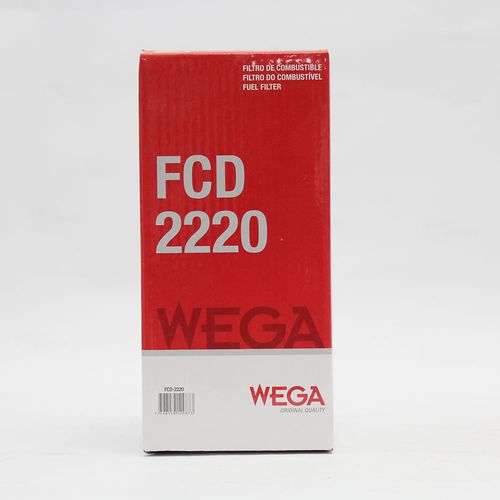 FILTRO DE COMBUSTIBLE
FILTRO DO COMBUSTÍVEL
FUEL FILTER
FCD
2220
WEGA
FCD-2220
WEGA
ORIGINAL QUALITY